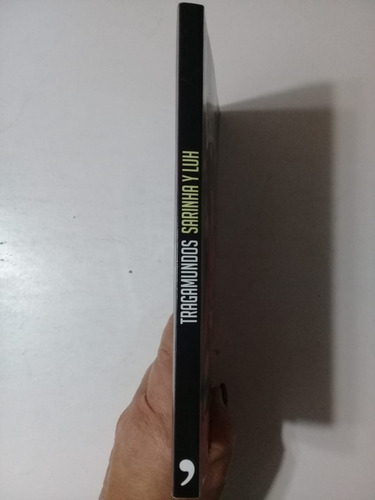 TRAGAMUNDOS SARINHA Y LUH